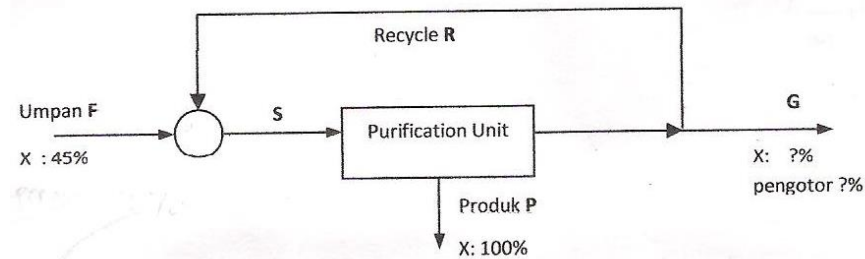 Recycle R
Umpan F
S
Purification Unit
G
X : 45%
X: ?%
pengotor ?%
Produk P
X: 100%